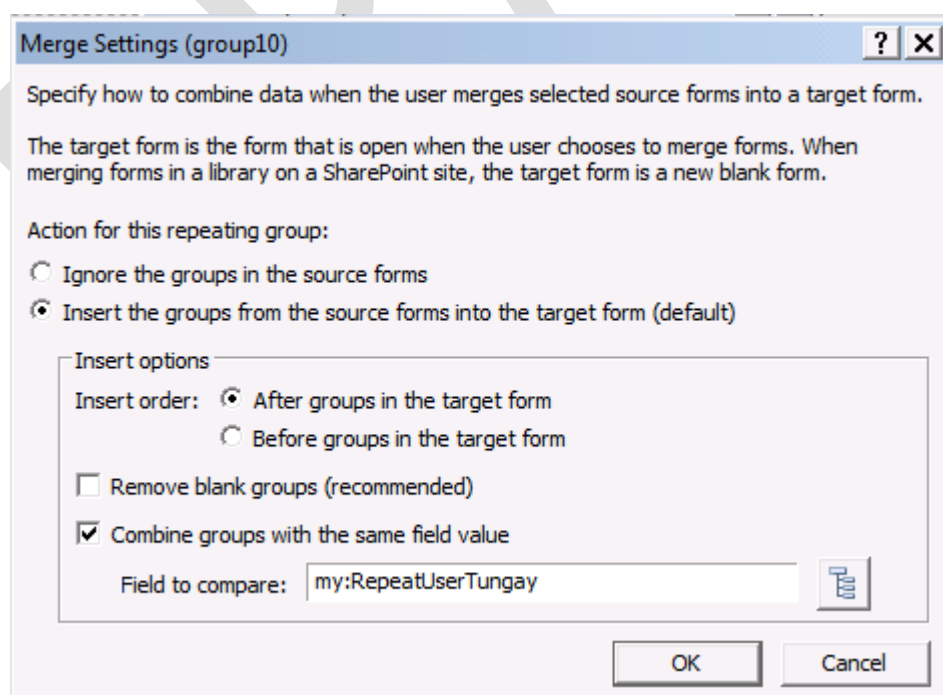 Merge Settings (group10)
Specify how to combine data when the user merges selected source forms into a target form.
The target form is the form that is open when the user chooses to merge forms. When
merging forms in a library on a SharePoint site, the target form is a new blank form.
Action for this repeating group:
Ignore the groups in the source forms
Insert the groups from the source forms into the target form (default)
Insert options
Insert order: After groups in the target form
Before groups in the target form
Remove blank groups (recommended)
Combine groups with the same field value
Field to compare: my:RepeatUserTungay
OK Cancel